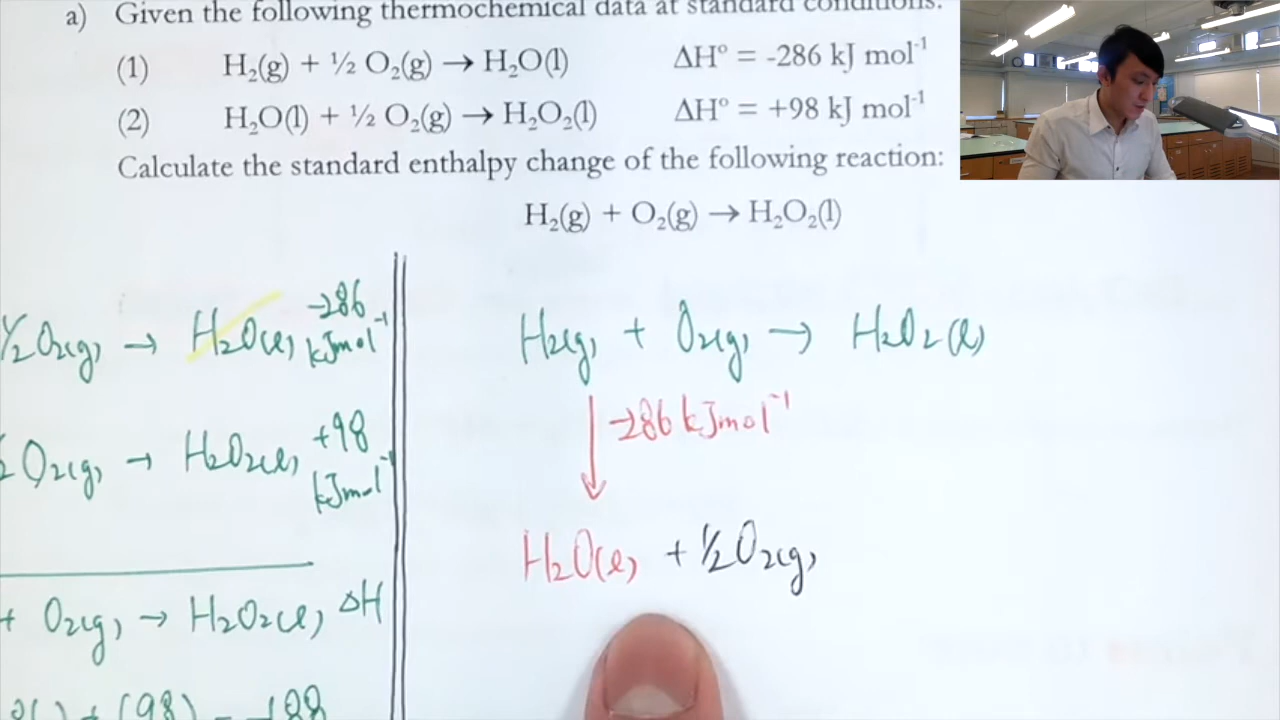 a) Given the following thermochemical data at standard conditions:
(1) H₂(g) + ½ O₂(g) → H₂O(l) ΔH° = -286 kJ mol⁻¹
(2) H₂O(l) + ½ O₂(g) → H₂O₂(l) ΔH° = +98 kJ mol⁻¹
Calculate the standard enthalpy change of the following reaction:
H₂(g) + O₂(g) → H₂O₂(l)
½O₂(g) → H₂O(l) -286 kJmol⁻¹
O₂(g) → H₂O₂(l) +98 kJmol⁻¹
+ O₂(g) → H₂O₂(l) ΔH
+ (98) = -188
H₂(g) + O₂(g) → H₂O₂(l)
-286 kJmol⁻¹
H₂O(l) + ½O₂(g)